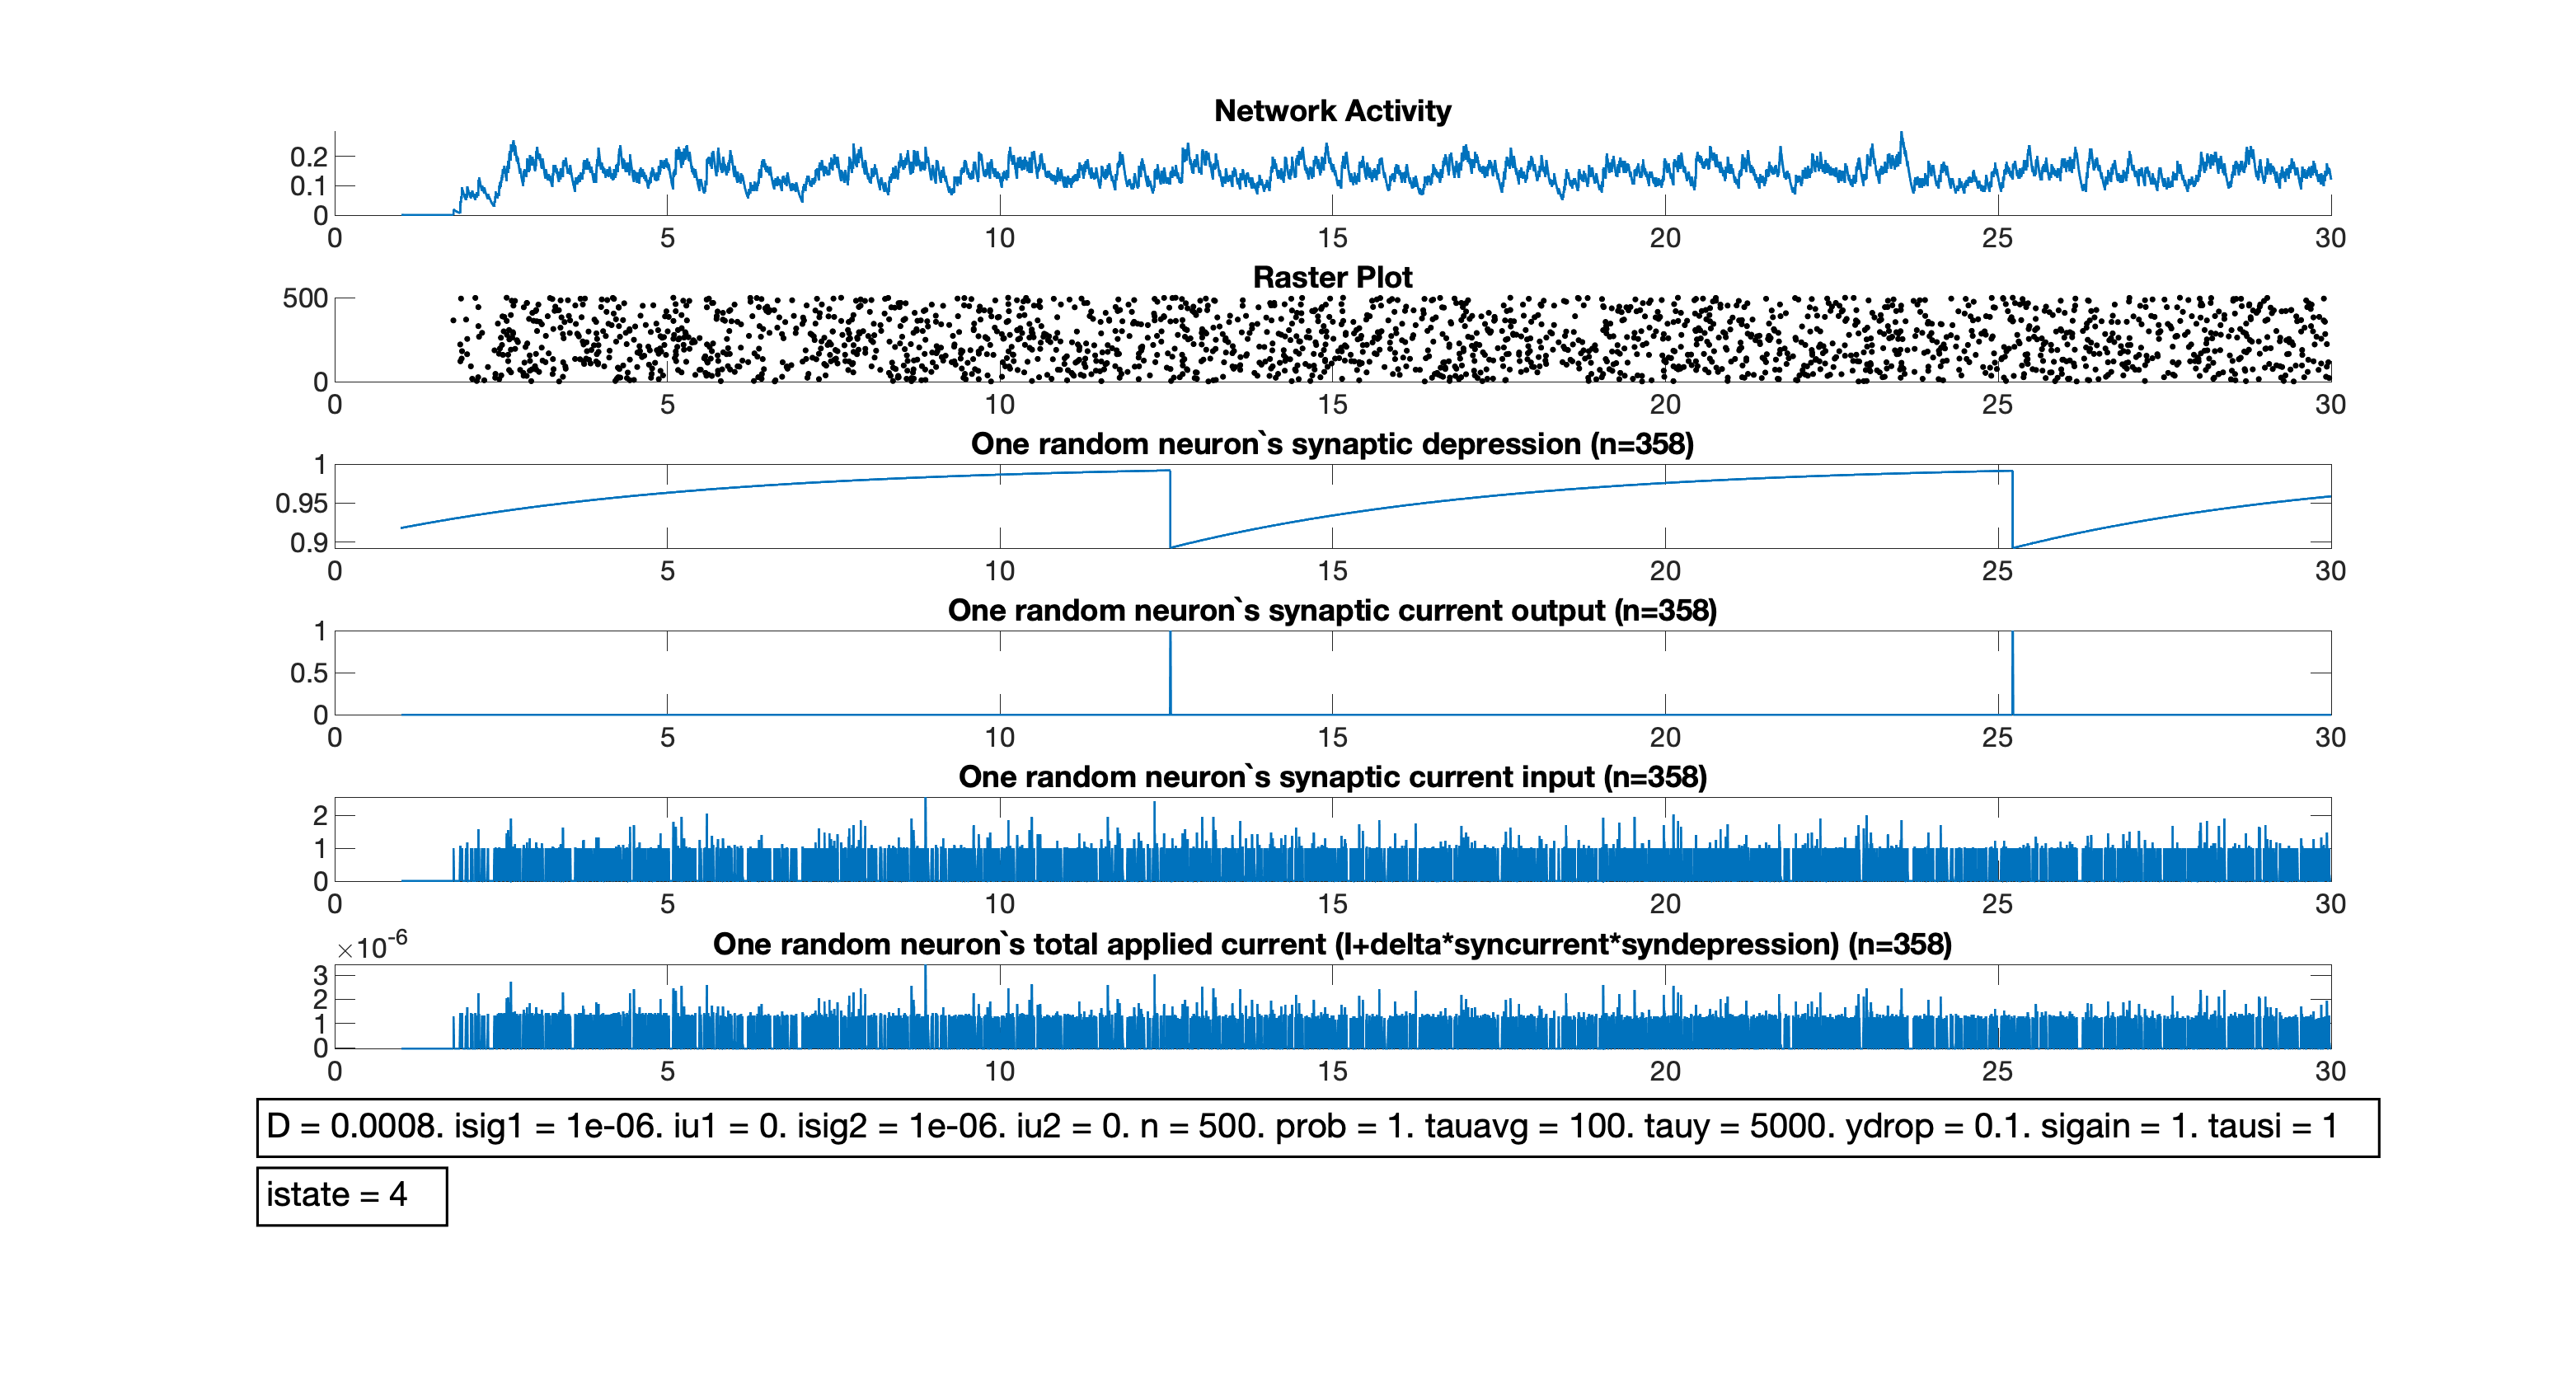 Network Activity
0.2
0.1
0
0 5 10 15 20 25 30
Raster Plot
500
0
0 5 10 15 20 25 30
One random neuron`s synaptic depression (n=358)
1
0.95
0.9
0 5 10 15 20 25 30
One random neuron`s synaptic current output (n=358)
1
0.5
0
0 5 10 15 20 25 30
One random neuron`s synaptic current input (n=358)
2
1
0
0 5 10 15 20 25 30
×10-6
One random neuron`s total applied current (I+delta*syncurrent*syndepression) (n=358)
3
2
1
0
0 5 10 15 20 25 30
D = 0.0008. isig1 = 1e-06. iu1 = 0. isig2 = 1e-06. iu2 = 0. n = 500. prob = 1. tauavg = 100. tauy = 5000. ydrop = 0.1. sigain = 1. tausi = 1
istate = 4